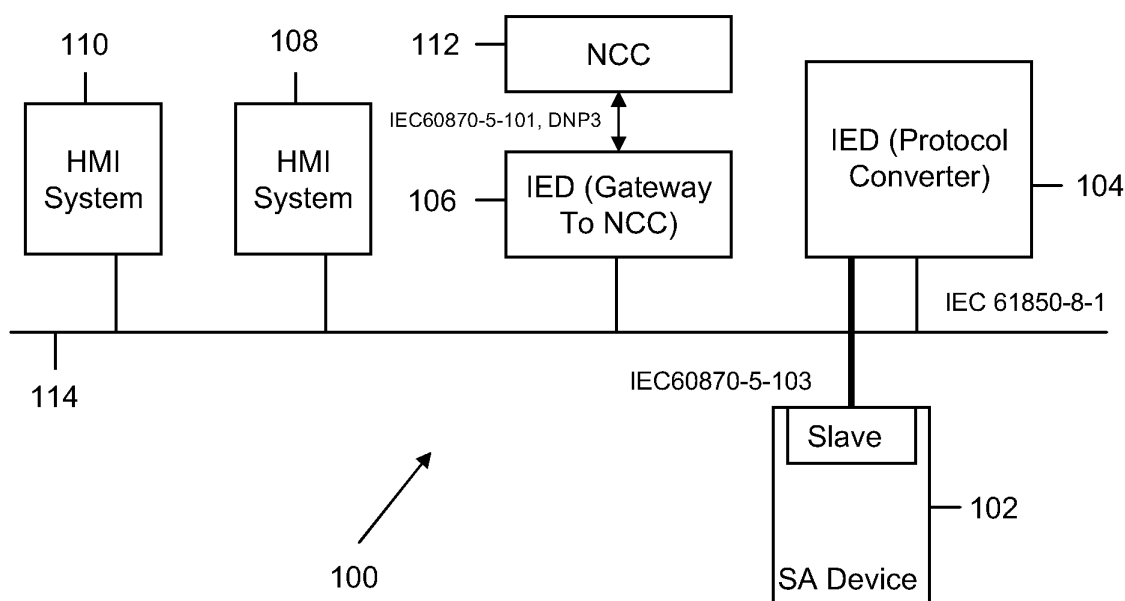 110
108
112
NCC
IEC60870-5-101, DNP3
HMI
System
HMI
System
106
IED (Gateway
To NCC)
IED (Protocol
Converter)
104
IEC 61850-8-1
114
IEC60870-5-103
Slave
102
100
SA Device